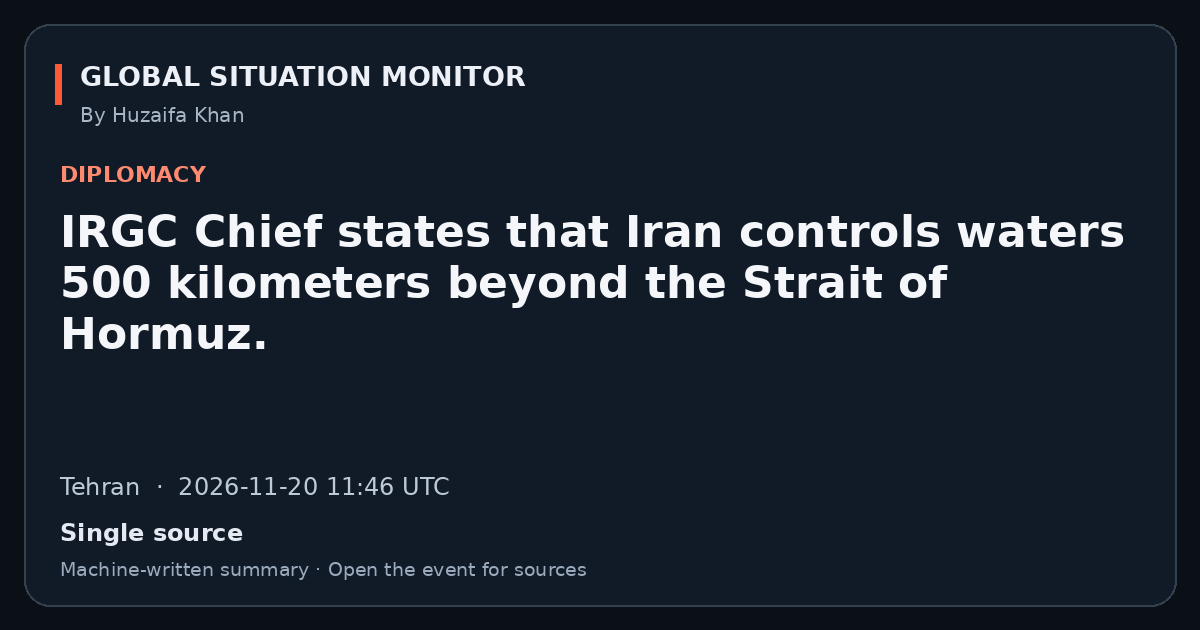 GLOBAL SITUATION MONITOR
By Huzaifa Khan
DIPLOMACY
IRGC Chief states that Iran controls waters
500 kilometers beyond the Strait of
Hormuz.
Tehran · 2026-11-20 11:46 UTC
Single source
Machine-written summary · Open the event for sources